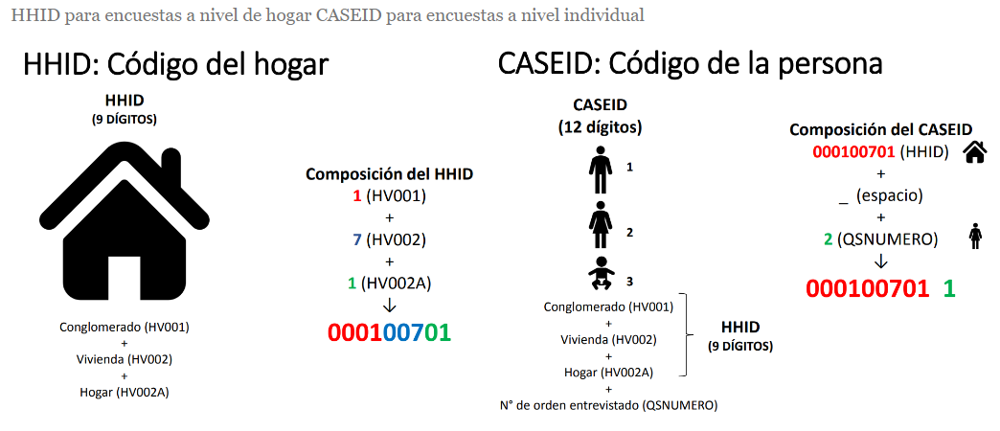 HHID para encuestas a nivel de hogar CASEID para encuestas a nivel individual
HHID: Código del hogar
HHID
(9 DÍGITOS)
Conglomerado (HV001)
+
Vivienda (HV002)
+
Hogar (HV002A)
Composición del HHID
1 (HV001)
+
7 (HV002)
+
1 (HV002A)
↓
000100701
CASEID: Código de la persona
CASEID
(12 dígitos)
1
2
3
Conglomerado (HV001)
+
Vivienda (HV002)
+
Hogar (HV002A)
+
N° de orden entrevistado (QSNUMERO)
HHID
(9 DÍGITOS)
Composición del CASEID
000100701 (HHID)
+
_ (espacio)
+
2 (QSNUMERO)
↓
000100701 1